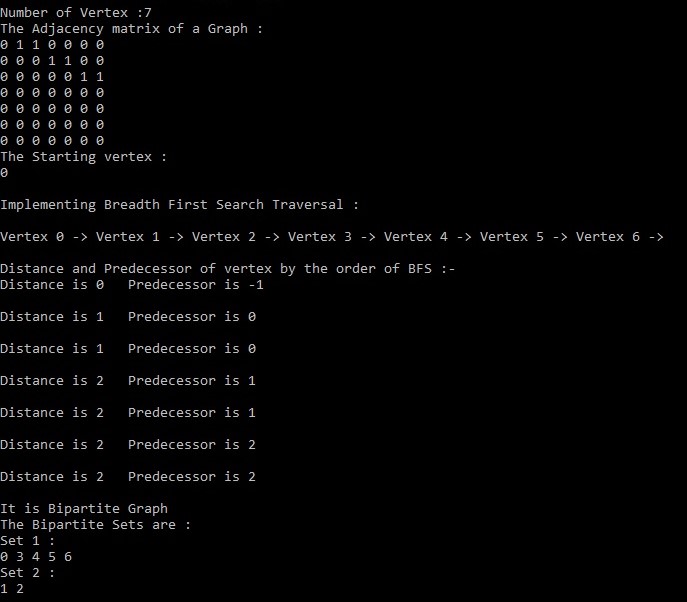 Number of Vertex :7
The Adjacency matrix of a Graph :
0 1 1 0 0 0 0
0 0 0 1 1 0 0
0 0 0 0 0 1 1
0 0 0 0 0 0 0
0 0 0 0 0 0 0
0 0 0 0 0 0 0
0 0 0 0 0 0 0
The Starting vertex :
0
Implementing Breadth First Search Traversal :
Vertex 0 -> Vertex 1 -> Vertex 2 -> Vertex 3 -> Vertex 4 -> Vertex 5 -> Vertex 6 ->
Distance and Predecessor of vertex by the order of BFS :-
Distance is 0   Predecessor is -1
Distance is 1   Predecessor is 0
Distance is 1   Predecessor is 0
Distance is 2   Predecessor is 1
Distance is 2   Predecessor is 1
Distance is 2   Predecessor is 2
Distance is 2   Predecessor is 2
It is Bipartite Graph
The Bipartite Sets are :
Set 1 :
0 3 4 5 6
Set 2 :
1 2